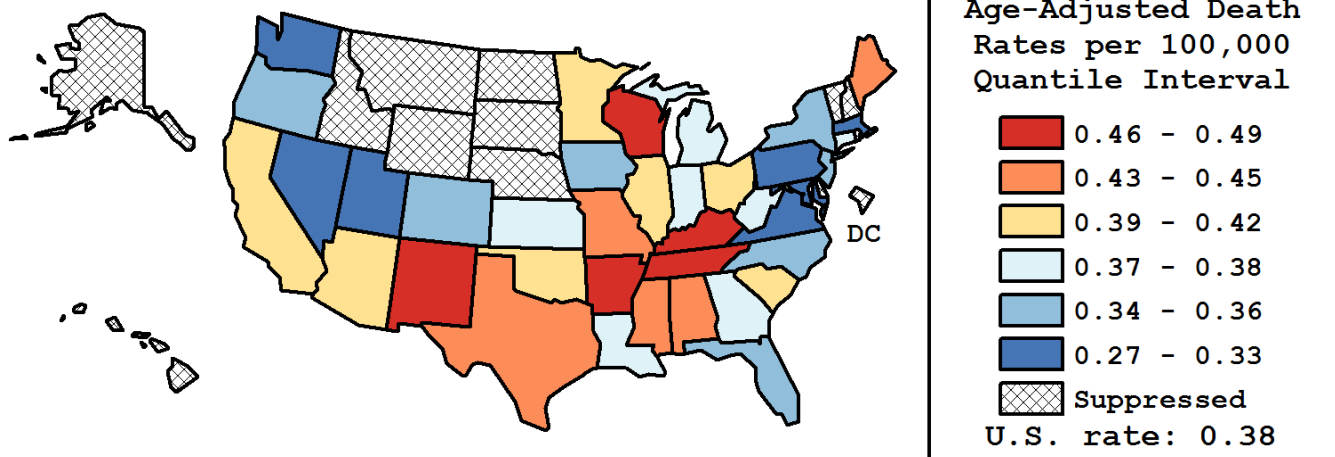 Age-Adjusted Death
Rates per 100,000
Quantile Interval
0.46 - 0.49
0.43 - 0.45
0.39 - 0.42
0.37 - 0.38
0.34 - 0.36
0.27 - 0.33
Suppressed
U.S. rate: 0.38
DC